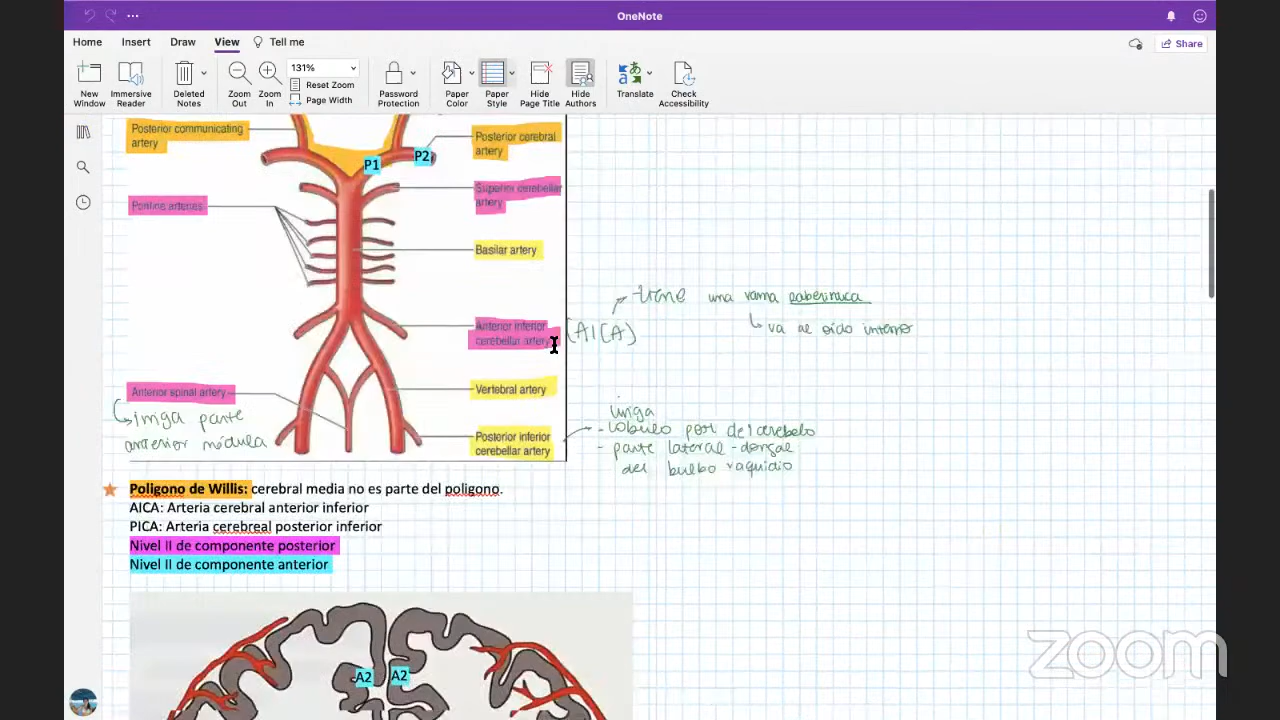 OneNote
Home Insert Draw View Tell me
Share
New Window
Immersive Reader
Deleted Notes
Zoom Out
Zoom In
131%
Reset Zoom
Page Width
Password Protection
Paper Color
Paper Style
Hide Page Title
Hide Authors
Translate
Check Accessibility
Posterior communicating
artery
P1
P2
Posterior cerebral
artery
Superior cerebellar
artery
Pontine arteries
Basilar artery
-tiene una rama laberintica
va al oído interno
Anterior inferior
cerebellar artery
(AICA)
Anterior spinal artery
irriga parte
anterior médula
Vertebral artery
Posterior inferior
cerebellar artery
irriga
- lóbulo post del cerebelo
- parte lateral-dorsal
del bulbo raquídio
Poligono de Willis: cerebral media no es parte del poligono.
AICA: Arteria cerebral anterior inferior
PICA: Arteria cerebreal posterior inferior
Nivel II de componente posterior
Nivel II de componente anterior
A2 A2
zoom